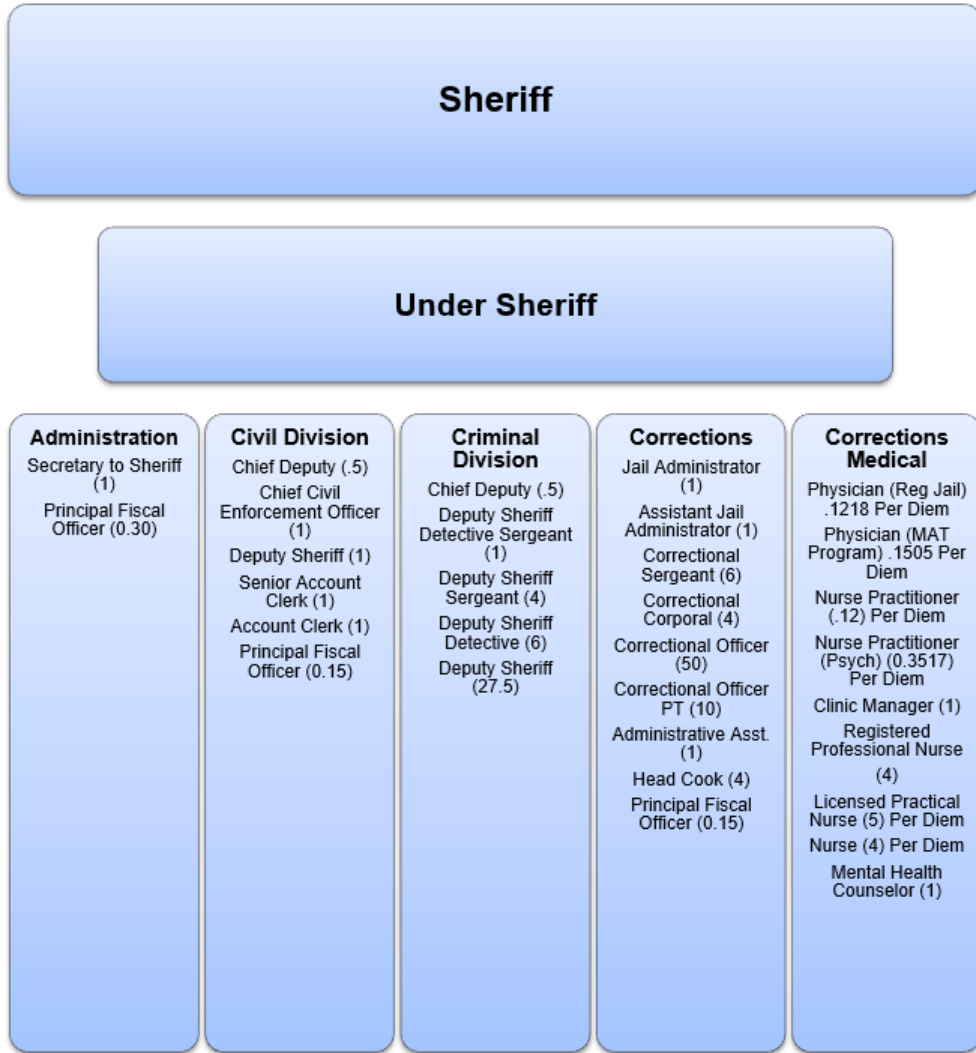 Sheriff
Under Sheriff
Administration
Secretary to Sheriff
(1)
Principal Fiscal
Officer (0.30)
Civil Division
Chief Deputy (.5)
Chief Civil
Enforcement Officer
(1)
Deputy Sheriff (1)
Senior Account
Clerk (1)
Account Clerk (1)
Principal Fiscal
Officer (0.15)
Criminal
Division
Chief Deputy (.5)
Deputy Sheriff
Detective Sergeant
(1)
Deputy Sheriff
Sergeant (4)
Deputy Sheriff
Detective (6)
Deputy Sheriff
(27.5)
Corrections
Jail Administrator
(1)
Assistant Jail
Administrator (1)
Correctional
Sergeant (6)
Correctional
Corporal (4)
Correctional Officer
(50)
Correctional Officer
PT (10)
Administrative Asst.
(1)
Head Cook (4)
Principal Fiscal
Officer (0.15)
Corrections
Medical
Physician (Reg Jail)
.1218 Per Diem
Physician (MAT
Program) .1505 Per
Diem
Nurse Practitioner
(.12) Per Diem
Nurse Practitioner
(Psych) (0.3517)
Per Diem
Clinic Manager (1)
Registered
Professional Nurse
(4)
Licensed Practical
Nurse (5) Per Diem
Nurse (4) Per Diem
Mental Health
Counselor (1)